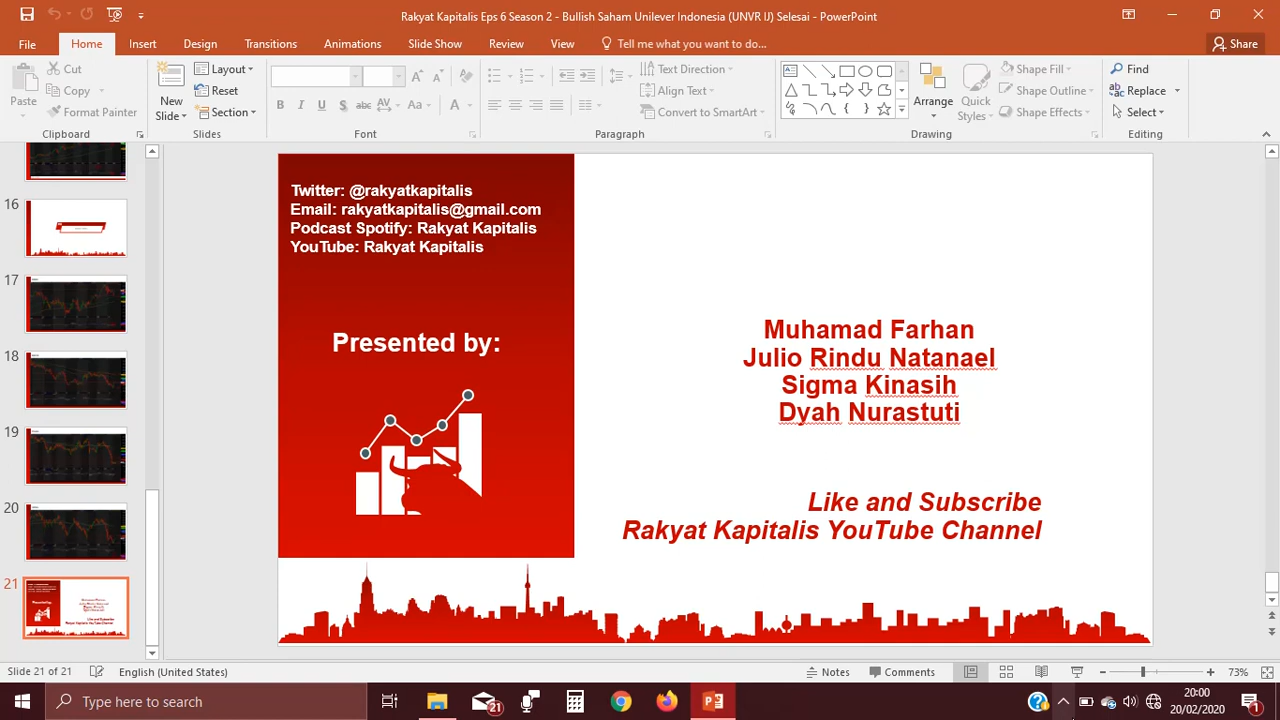 Rakyat Kapitalis Eps 6 Season 2 - Bullish Saham Unilever Indonesia (UNVR IJ) Selesai - PowerPoint
File Home Insert Design Transitions Animations Slide Show Review View Tell me what you want to do... Share
Paste
Cut
Copy
Format Painter
New Slide
Layout
Reset
Section
B I U S abc AV Aa A
Text Direction
Align Text
Convert to SmartArt
Arrange
Quick Styles
Shape Fill
Shape Outline
Shape Effects
Find
Replace
Select
Clipboard Slides Font Paragraph Drawing Editing
16
17
18
19
20
21
Twitter: @rakyatkapitalis
Email: rakyatkapitalis@gmail.com
Podcast Spotify: Rakyat Kapitalis
YouTube: Rakyat Kapitalis
Presented by:
Muhamad Farhan
Julio Rindu Natanael
Sigma Kinasih
Dyah Nurastuti
Like and Subscribe
Rakyat Kapitalis YouTube Channel
Slide 21 of 21 English (United States) Notes Comments 73%
Type here to search 21 20:00
20/02/2020 1